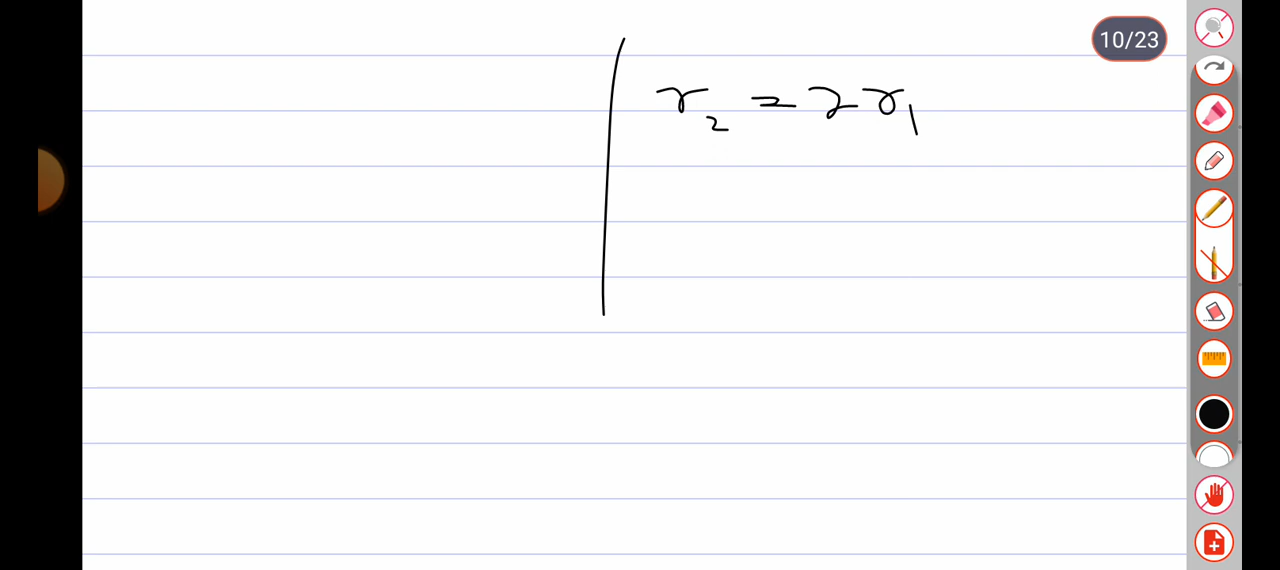 10/23
r₂ = 2r₁